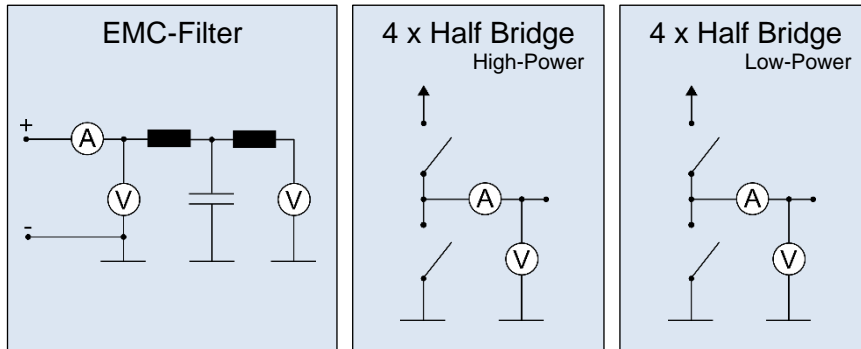 EMC-Filter
+
A
V
V
-
4 x Half Bridge
High-Power
A
V
4 x Half Bridge
Low-Power
A
V